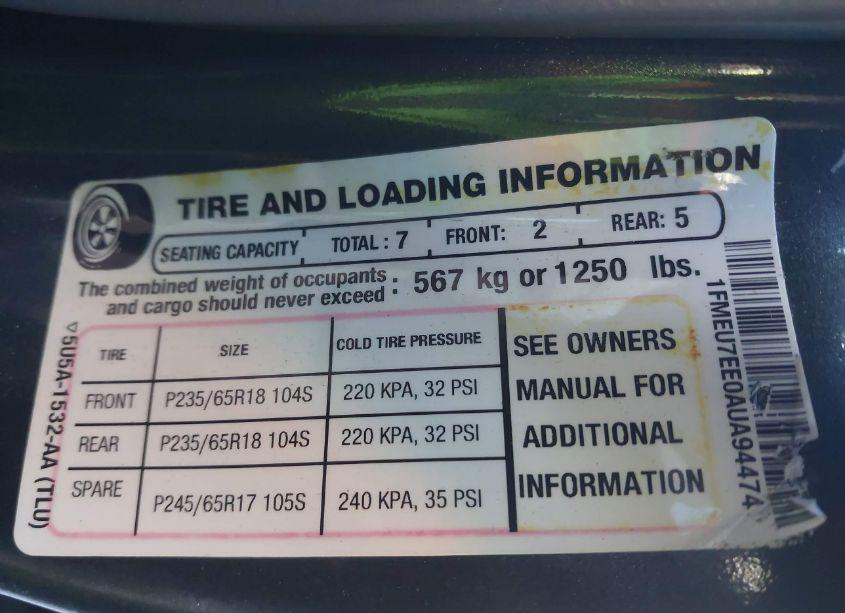 TIRE AND LOADING INFORMATION
SEATING CAPACITY TOTAL : 7 FRONT: 2 REAR: 5
The combined weight of occupants and cargo should never exceed : 567 kg or 1250 lbs.
TIRE SIZE COLD TIRE PRESSURE
FRONT P235/65R18 104S 220 KPA, 32 PSI
REAR P235/65R18 104S 220 KPA, 32 PSI
SPARE P245/65R17 105S 240 KPA, 35 PSI
SEE OWNERS
MANUAL FOR
ADDITIONAL
INFORMATION
5U5A-1532-AA (TLU)
1FMEU7EE0AUA94474